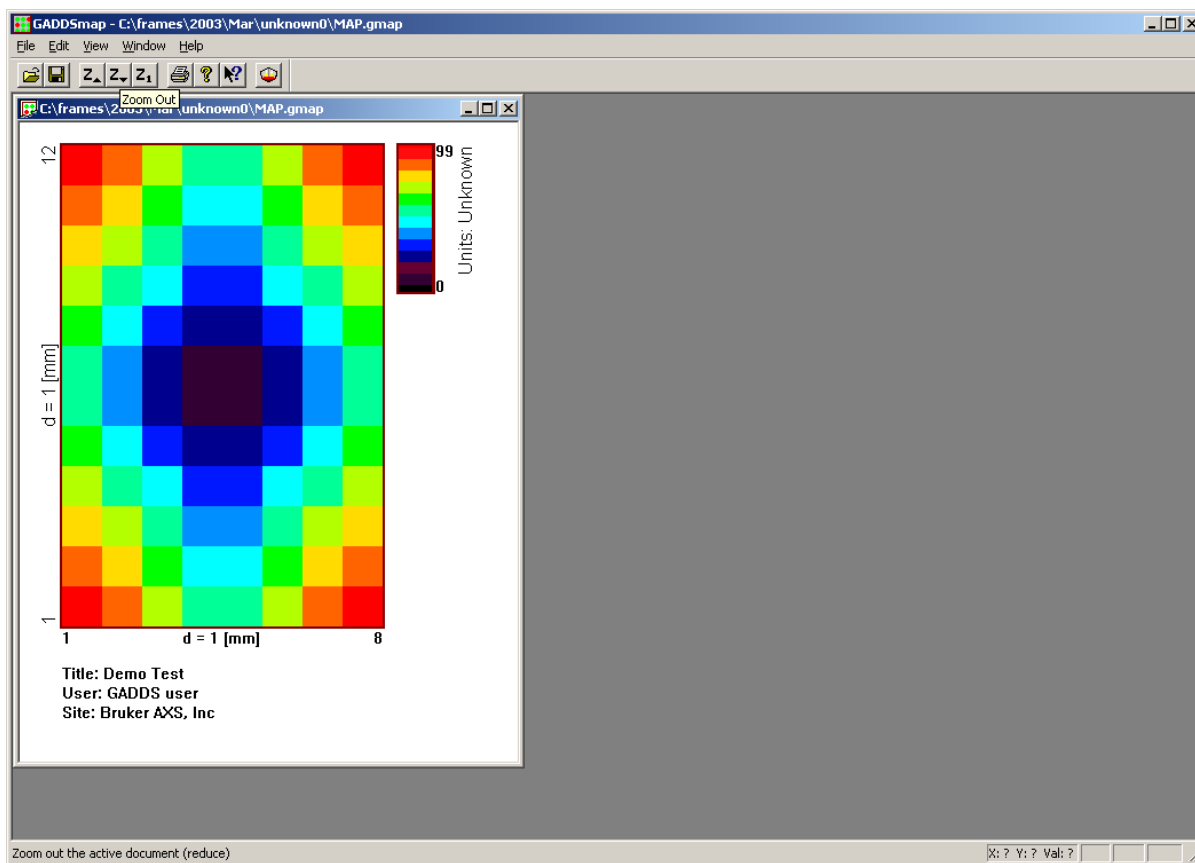 GADDSmap - C:\frames\2003\Mar\unknown0\MAP.gmap
File Edit View Window Help
Z Z Z1
Zoom Out
C:\frames\2003\Mar\unknown0\MAP.gmap
12
99
Units: Unknown
0
d = 1 [mm]
1
1 d = 1 [mm] 8
Title: Demo Test
User: GADDS user
Site: Bruker AXS, Inc
Zoom out the active document (reduce)
X: ? Y: ? Val: ?